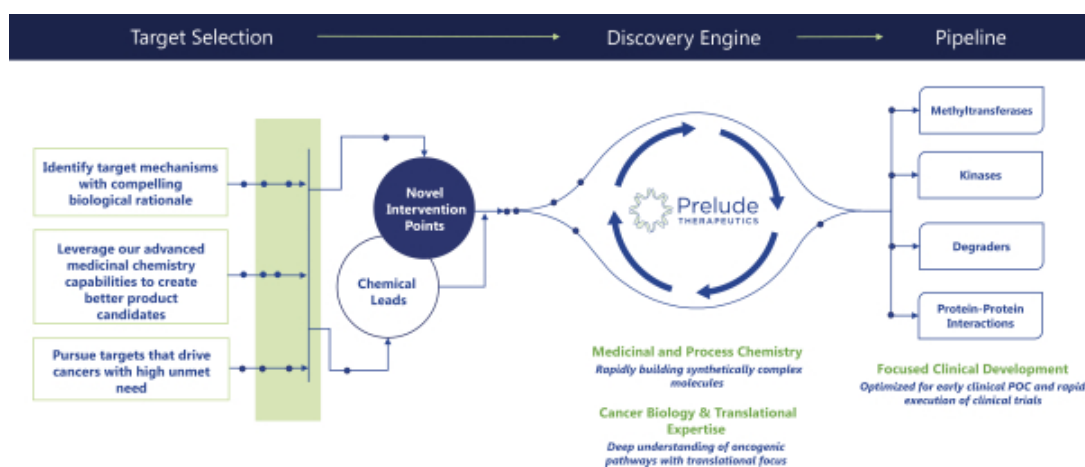 Target Selection
Discovery Engine
Pipeline
Identify target mechanisms
with compelling
biological rationale
Leverage our advanced
medicinal chemistry
capabilities to create
better product
candidates
Pursue targets that drive
cancers with high unmet
need
Novel
Intervention
Points
Chemical
Leads
Prelude
THERAPEUTICS
Medicinal and Process Chemistry
Rapidly building synthetically complex
molecules
Cancer Biology & Translational
Expertise
Deep understanding of oncogenic
pathways with translational focus
Methyltransferases
Kinases
Degraders
Protein-Protein
Interactions
Focused Clinical Development
Optimized for early clinical POC and rapid
execution of clinical trials